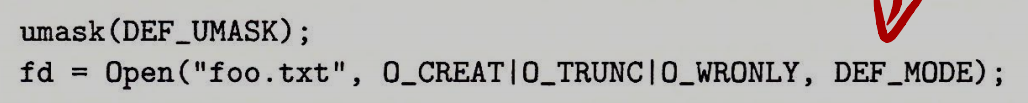 umask(DEF_UMASK);
fd = Open("foo.txt", O_CREAT|O_TRUNC|O_WRONLY, DEF_MODE);